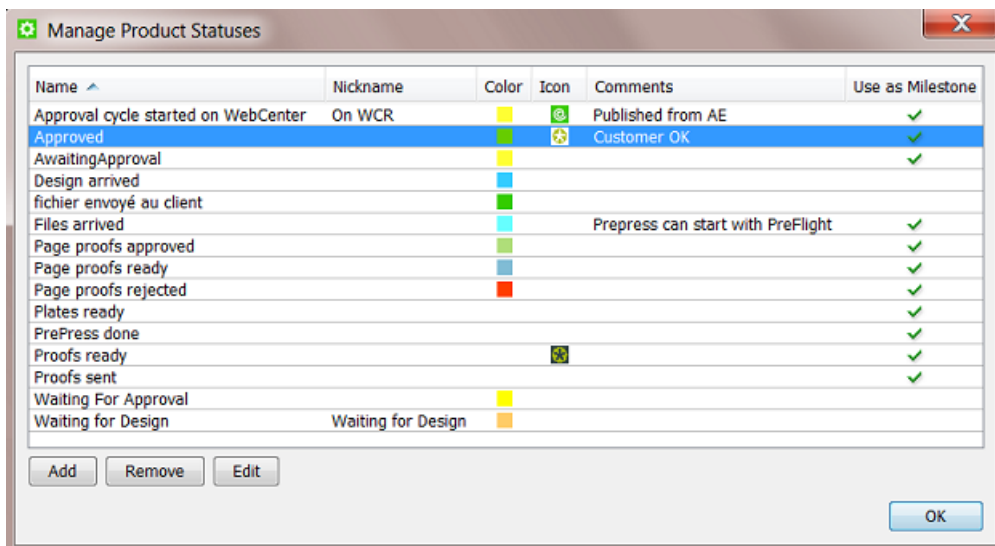 Manage Product Statuses
Name Nickname Color Icon Comments Use as Milestone
Approval cycle started on WebCenter On WCR Published from AE
Approved Customer OK
AwaitingApproval
Design arrived
fichier envoyé au client
Files arrived Prepress can start with PreFlight
Page proofs approved
Page proofs ready
Page proofs rejected
Plates ready
PrePress done
Proofs ready
Proofs sent
Waiting For Approval
Waiting for Design Waiting for Design
Add Remove Edit
OK